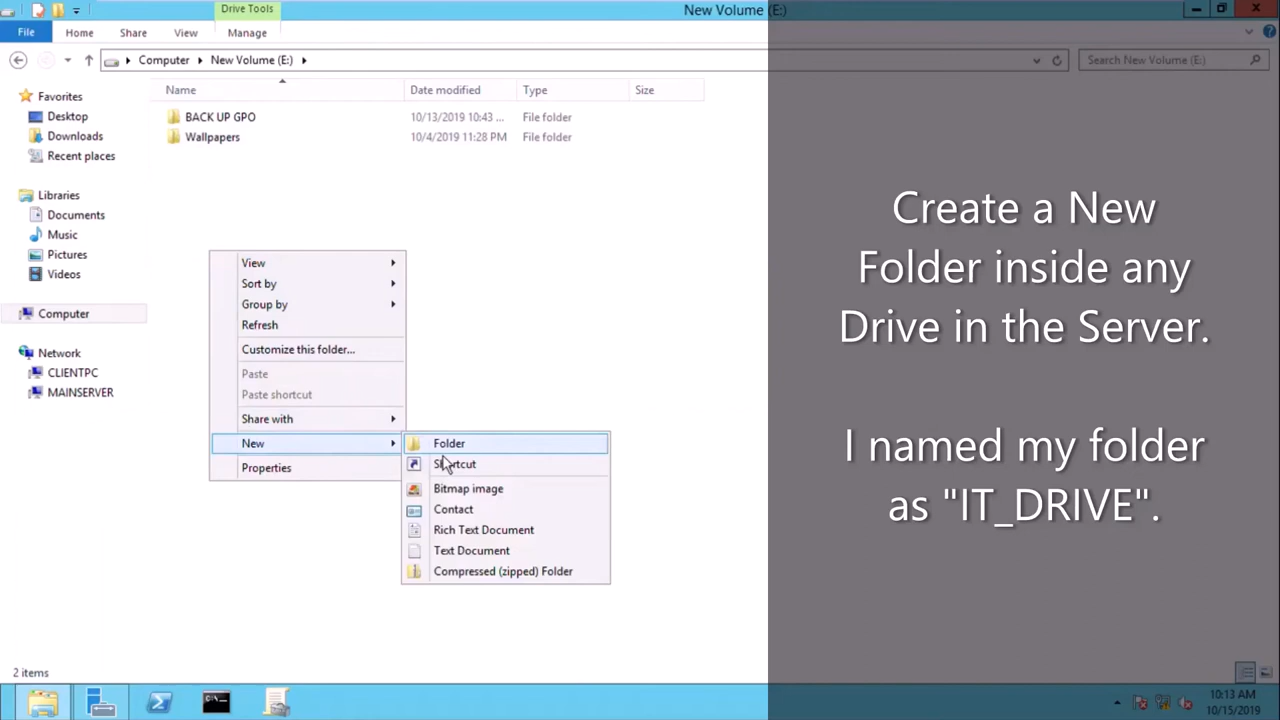 Drive Tools
New Volume (E:)
File
Home
Share
View
Manage
Computer
New Volume (E:)
Search New Volume (E:)
Name
Date modified
Type
Size
Favorites
Desktop
Downloads
Recent places
BACK UP GPO
10/13/2019 10:43 ...
File folder
Wallpapers
10/4/2019 11:28 PM
File folder
Libraries
Documents
Music
Pictures
Videos
Computer
Network
CLIENTPC
MAINSERVER
View
Sort by
Group by
Refresh
Customize this folder...
Paste
Paste shortcut
Share with
New
Properties
Folder
Shortcut
Bitmap image
Contact
Rich Text Document
Text Document
Compressed (zipped) Folder
Create a New
Folder inside any
Drive in the Server.
I named my folder
as "IT_DRIVE".
2 items
10:13 AM
10/15/2019